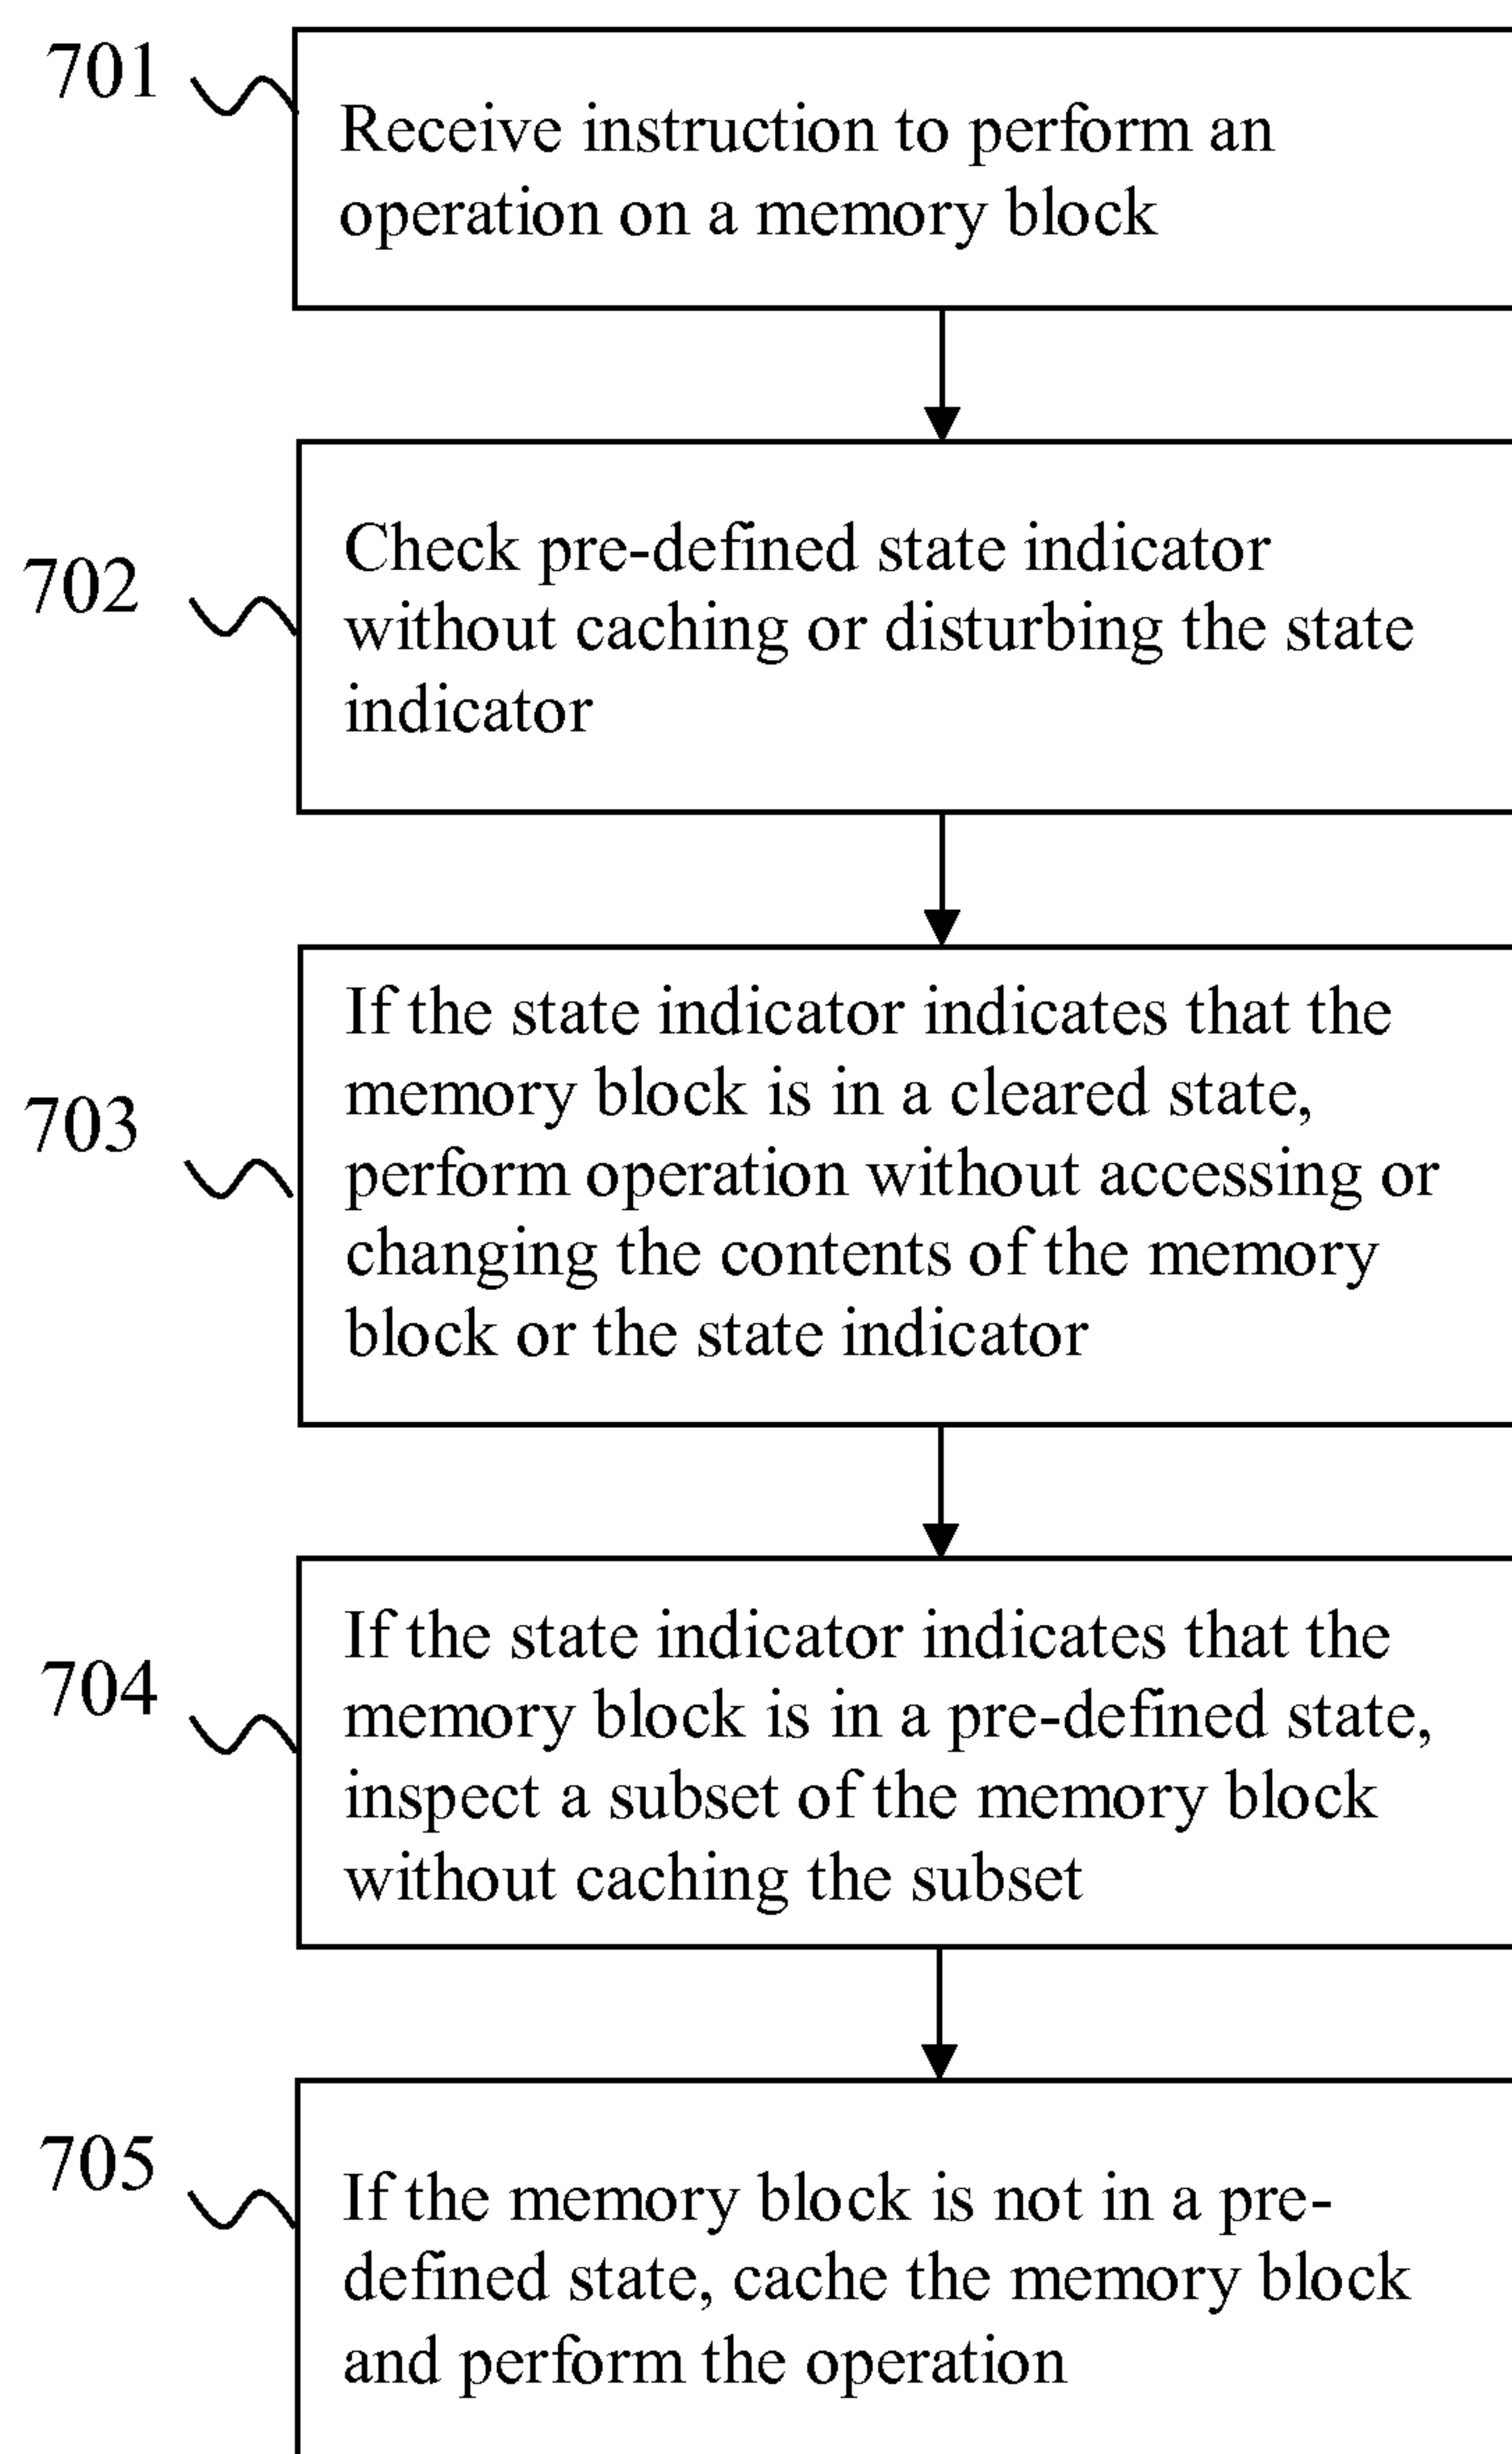 701
Receive instruction to perform an
operation on a memory block
702
Check pre-defined state indicator
without caching or disturbing the state
indicator
703
If the state indicator indicates that the
memory block is in a cleared state,
perform operation without accessing or
changing the contents of the memory
block or the state indicator
704
If the state indicator indicates that the
memory block is in a pre-defined state,
inspect a subset of the memory block
without caching the subset
705
If the memory block is not in a pre-
defined state, cache the memory block
and perform the operation